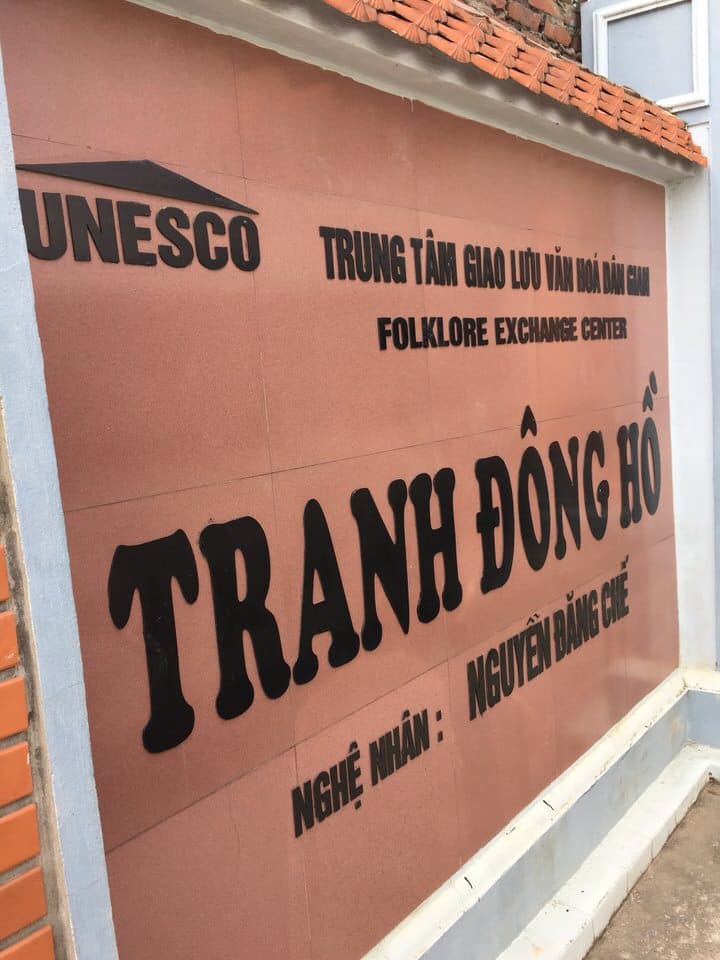 UNESCO
TRUNG TÂM GIAO LƯU VĂN HOÁ DÂN GIAN
FOLKLORE EXCHANGE CENTER
TRANH ĐÔNG HỒ
NGHỆ NHÂN : NGUYỄN ĐĂNG CHẾ